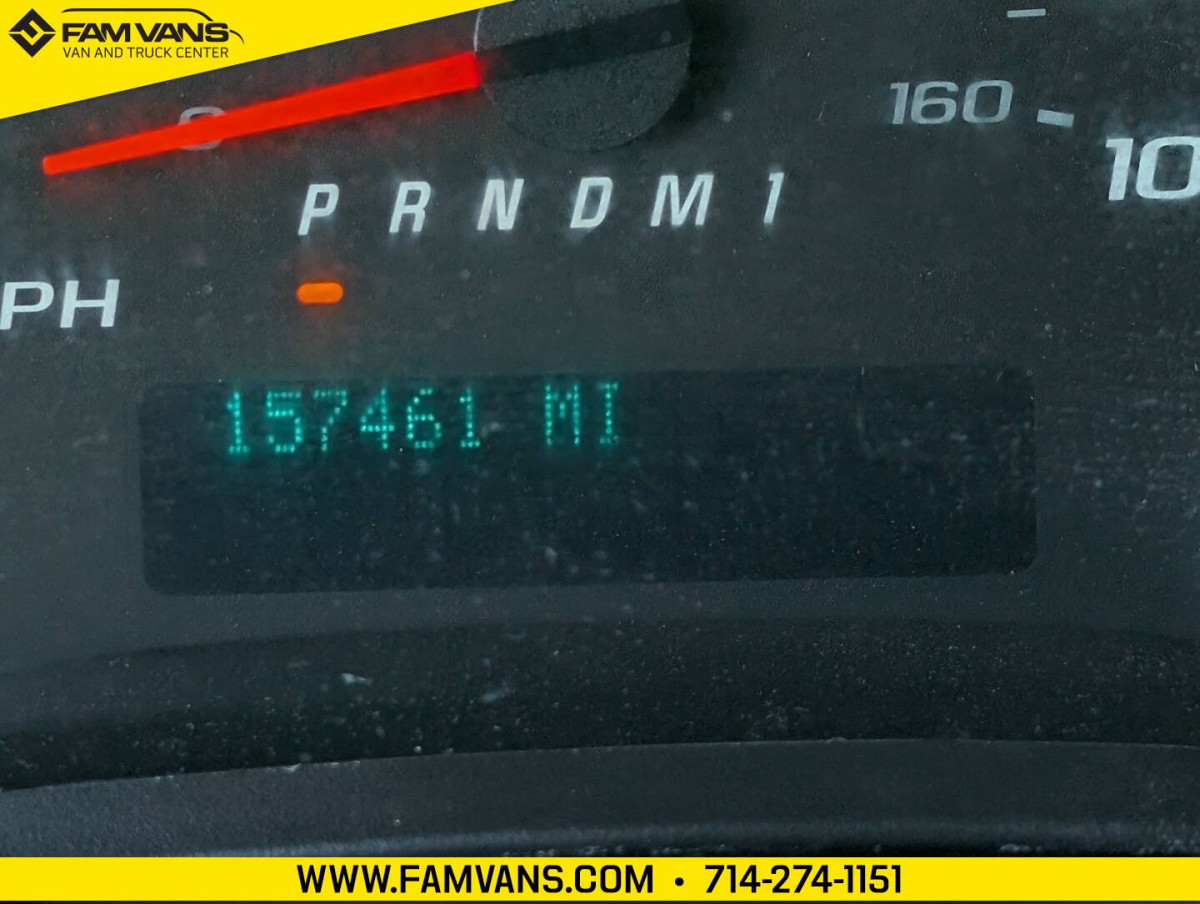 FAM VANS
VAN AND TRUCK CENTER
160
10
P R N D M 1
PH
157461 MI
WWW.FAMVANS.COM • 714-274-1151